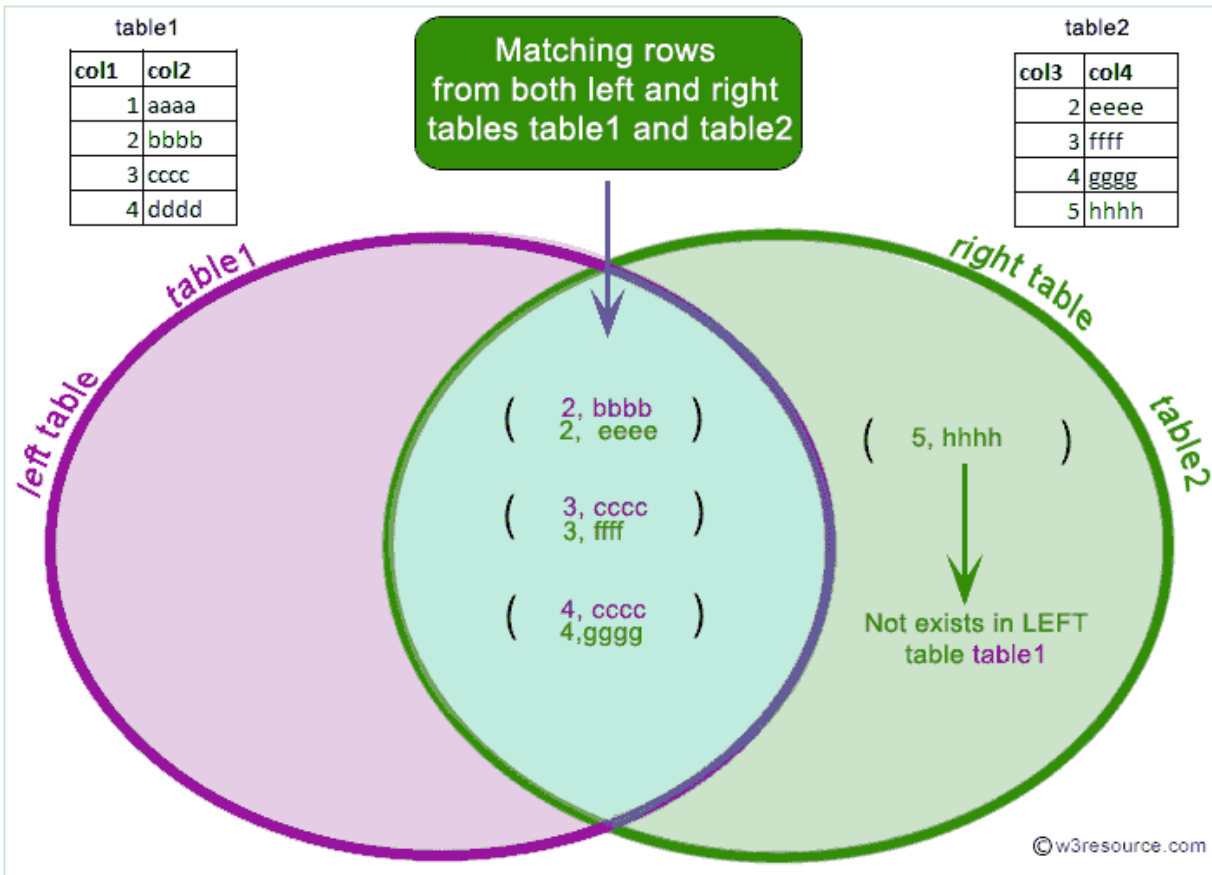 table1
col1 col2
1 aaaa
2 bbbb
3 cccc
4 dddd
Matching rows
from both left and right
tables table1 and table2
table2
col3 col4
2 eeee
3 ffff
4 gggg
5 hhhh
left table
table1
right table
table2
( 2, bbbb )
2, eeee
( 3, cccc )
3, ffff
( 4, cccc )
4,gggg
( 5, hhhh )
Not exists in LEFT
table table1
©w3resource.com